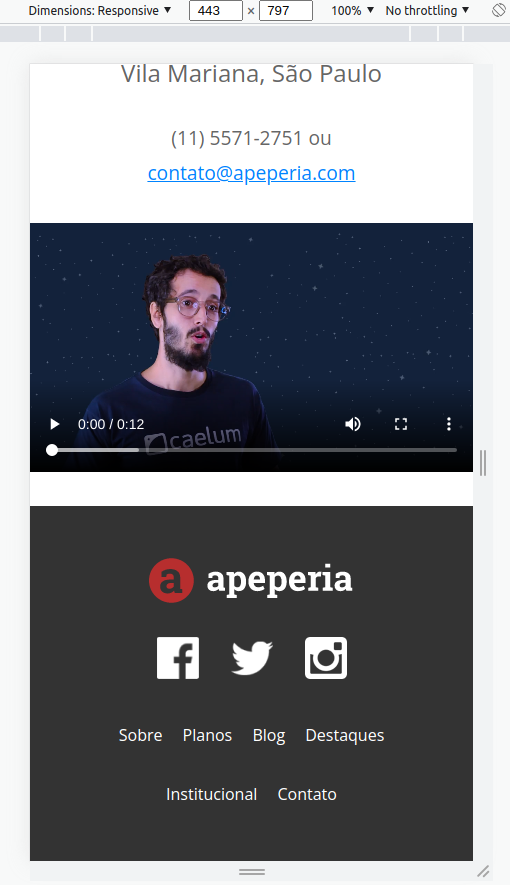 Dimensions: Responsive ▼ 443 × 797 100% ▼ No throttling ▼
Vila Mariana, São Paulo
(11) 5571-2751 ou
contato@apeperia.com
0:00 / 0:12
caelum
a apeperia
Sobre Planos Blog Destaques
Institucional Contato